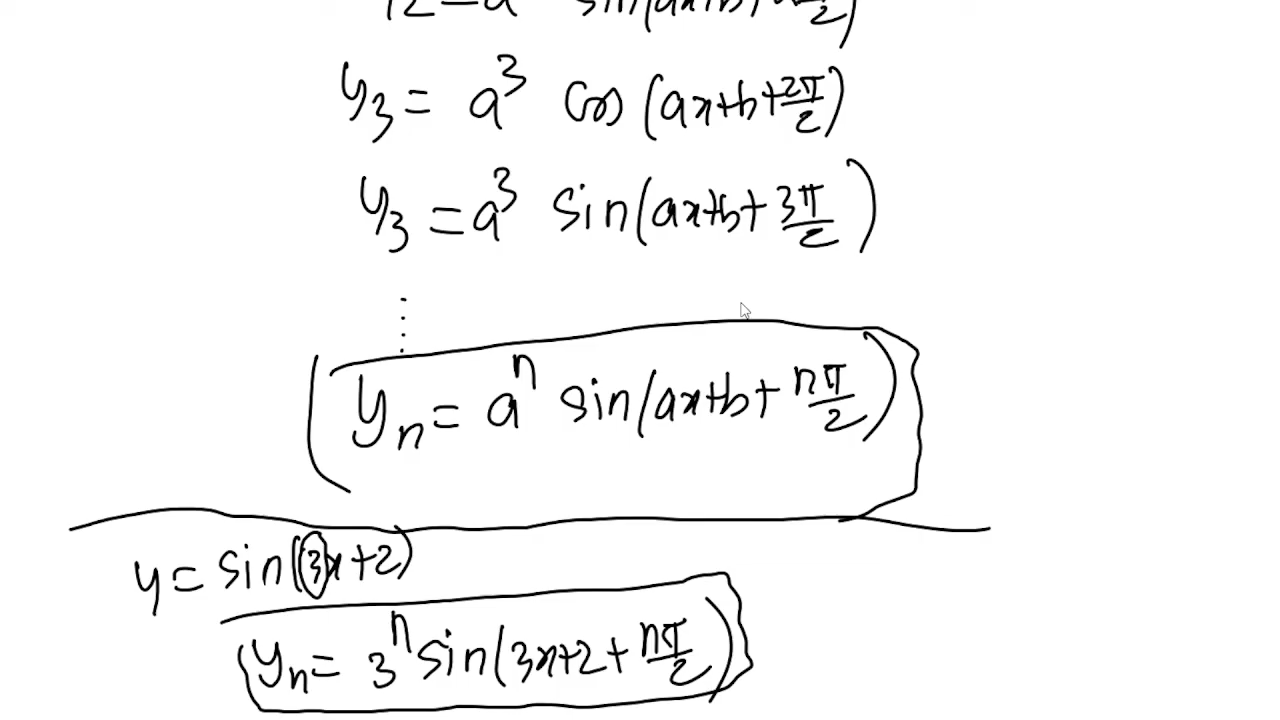 y₃ = a³ cos(ax+b+2π/2)
y₃ = a³ sin(ax+b+3π/2)
⋮
yₙ = aⁿ sin(ax+b+nπ/2)
y = sin(3x+2)
yₙ = 3ⁿ sin(3x+2+nπ/2)